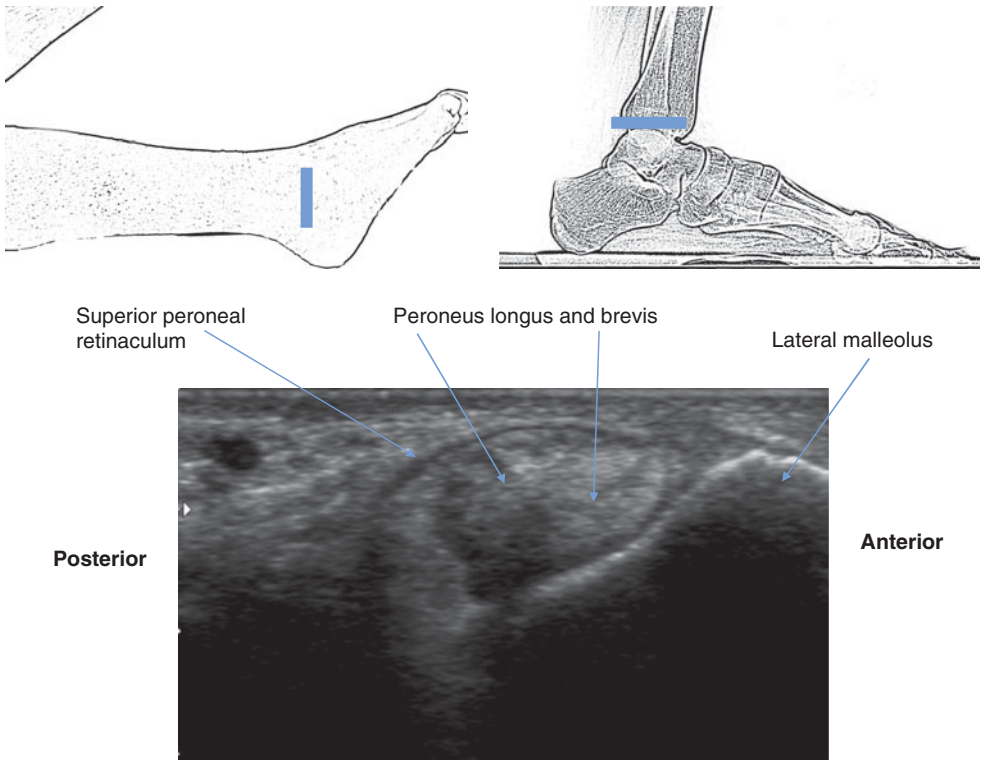 Superior peroneal
retinaculum
Peroneus longus and brevis
Lateral malleolus
Posterior
Anterior